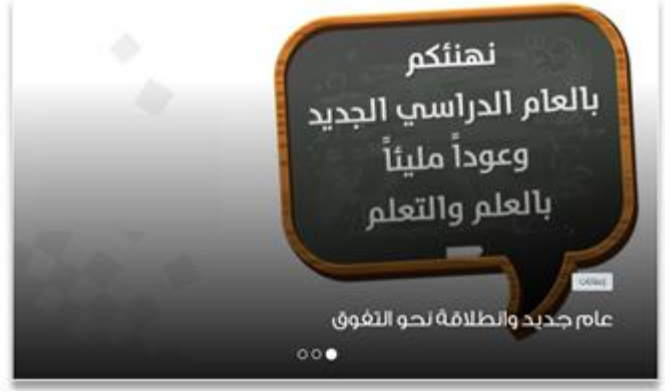 نهنئكم
بالعام الدراسي الجديد
وعوداً مليئاً
بالعلم والتعلم
عام جديد وانطلاقة نحو التفوق